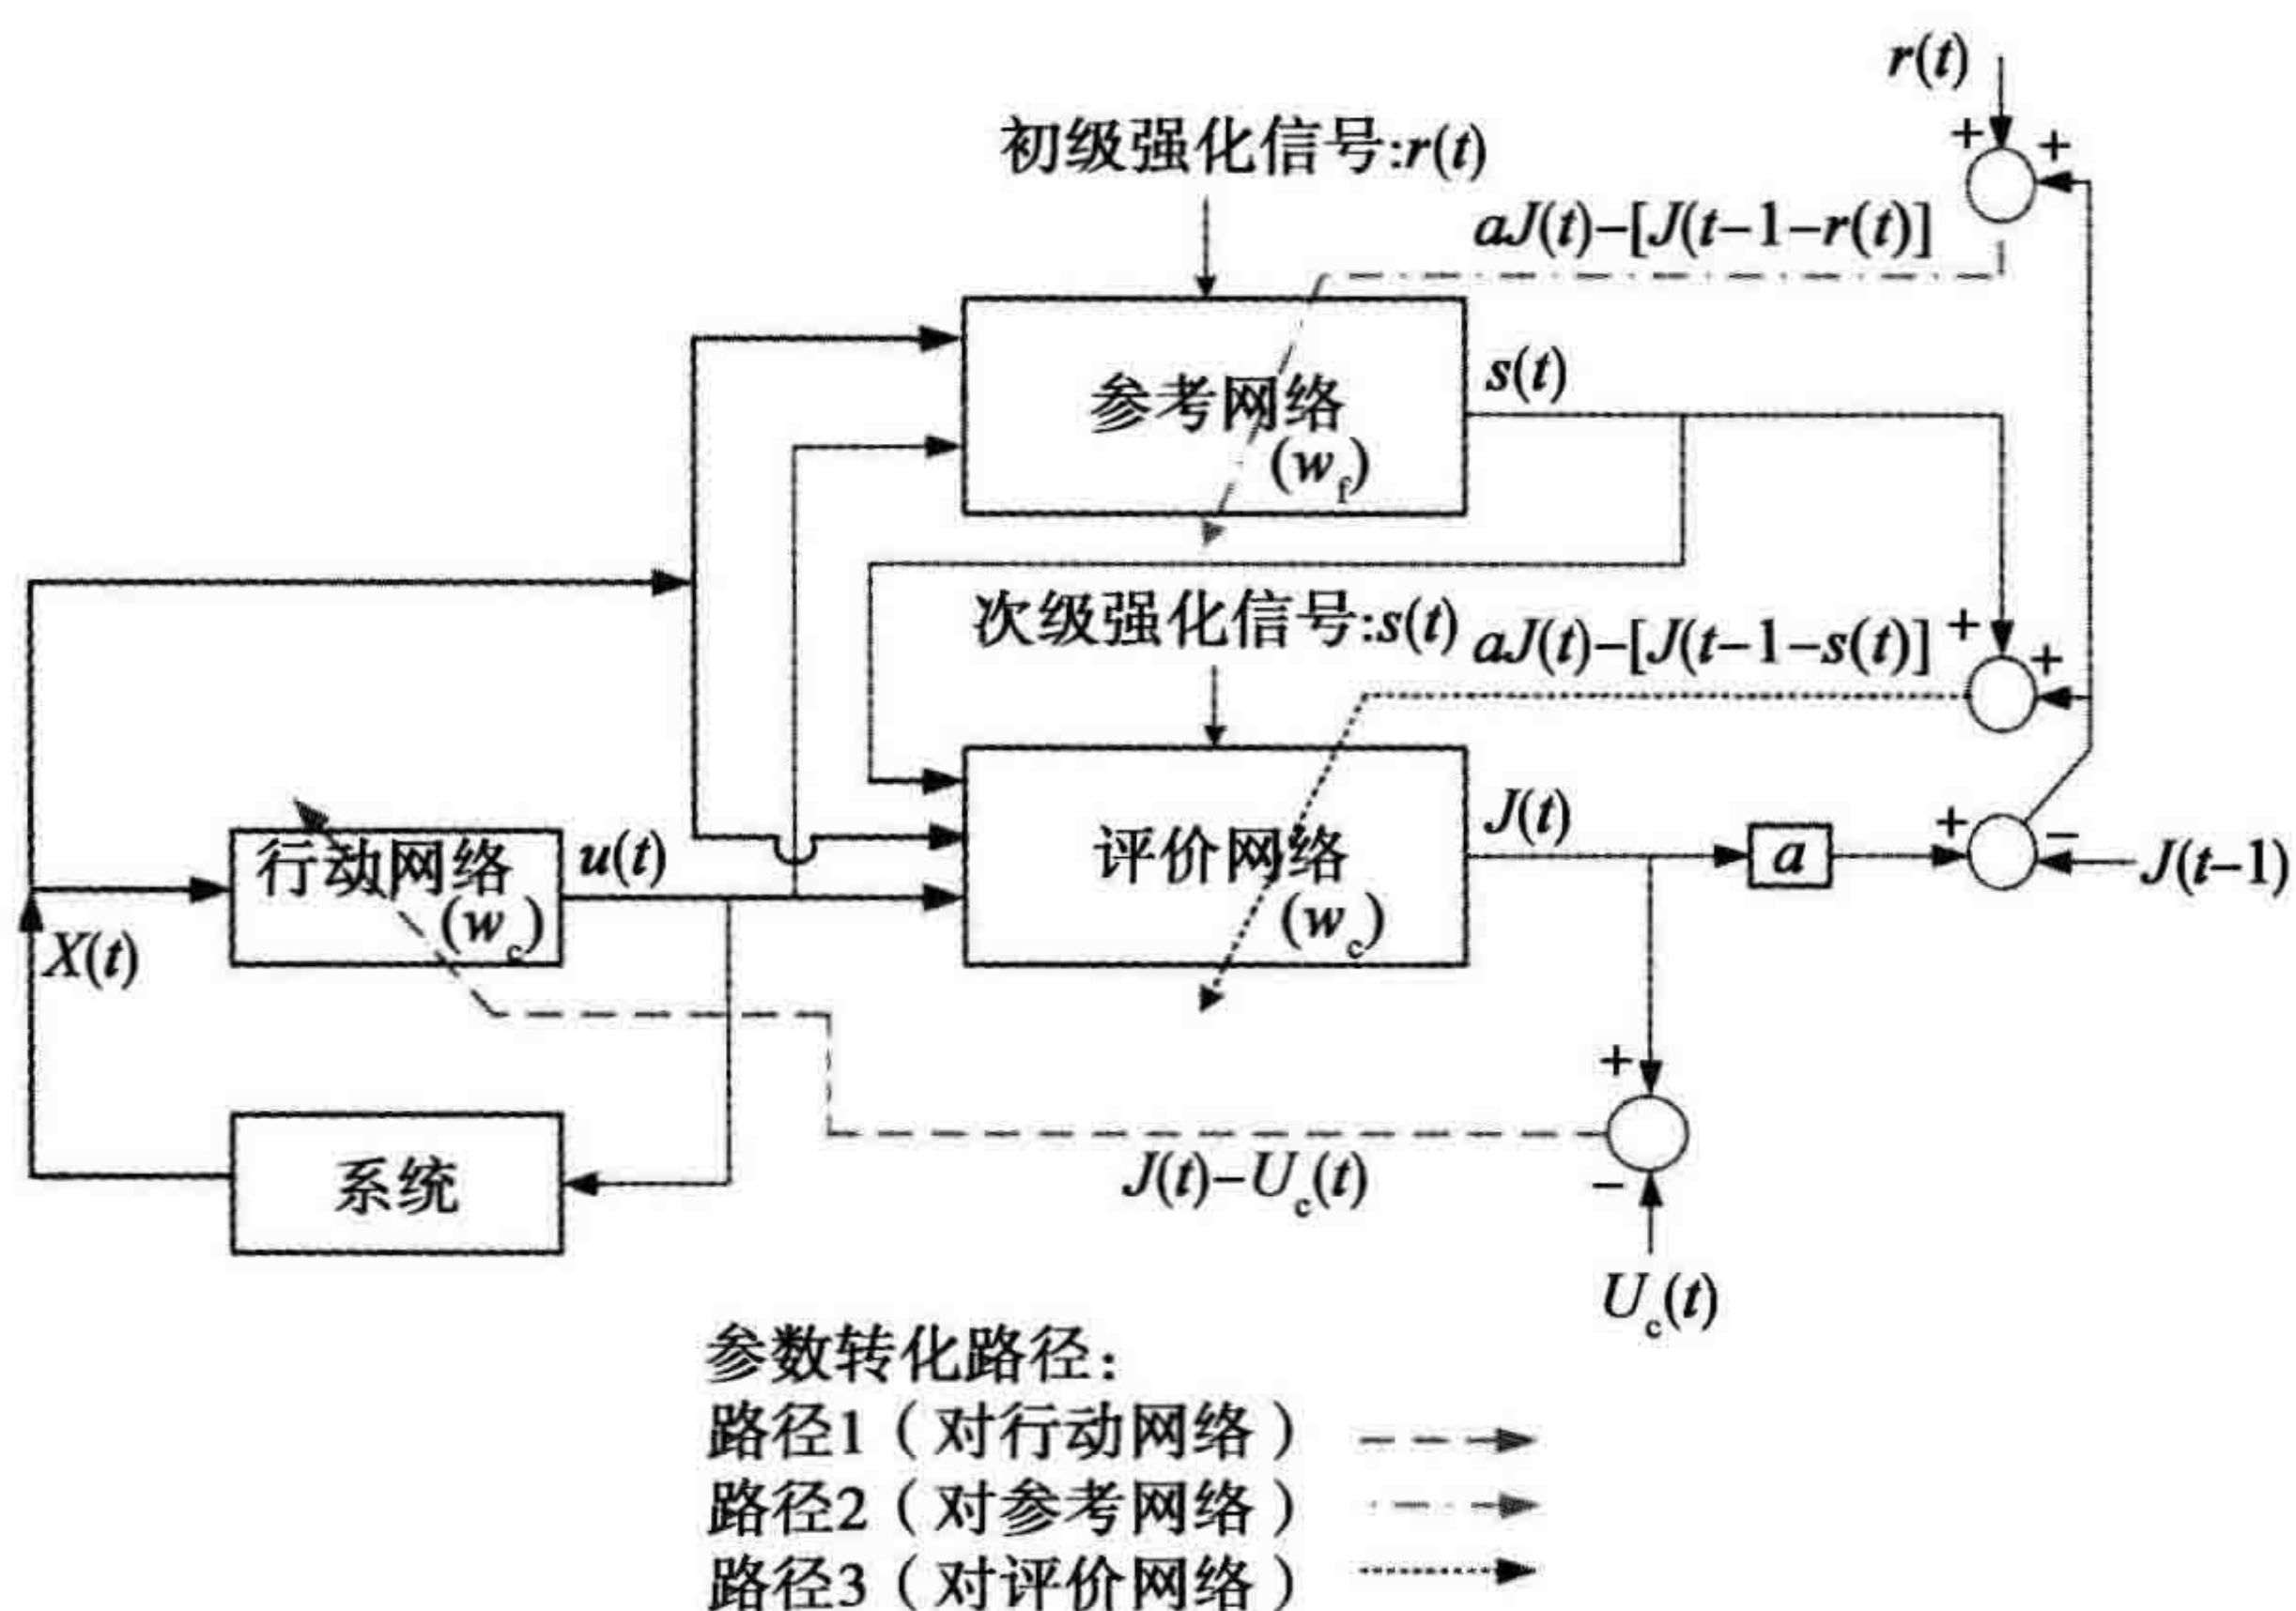 r(t)
+
+
初级强化信号:r(t)
aJ(t)–[J(t–1–r(t)]
参考网络
(w_f)
s(t)
次级强化信号:s(t)
aJ(t)–[J(t–1–s(t)]
+
+
行动网络
(w_c)
u(t)
X(t)
评价网络
(w_c)
J(t)
a
+
–
J(t–1)
系统
J(t)–U_c(t)
+
–
U_c(t)
参数转化路径：
路径1（对行动网络）
路径2（对参考网络）
路径3（对评价网络）